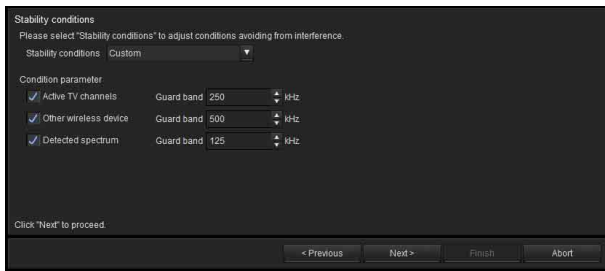 Stability conditions
Please select "Stability conditions" to adjust conditions avoiding from interference.
Stability conditions Custom
Condition parameter
Active TV channels Guard band 250 kHz
Other wireless device Guard band 500 kHz
Detected spectrum Guard band 125 kHz
Click "Next" to proceed.
< Previous Next > Finish Abort